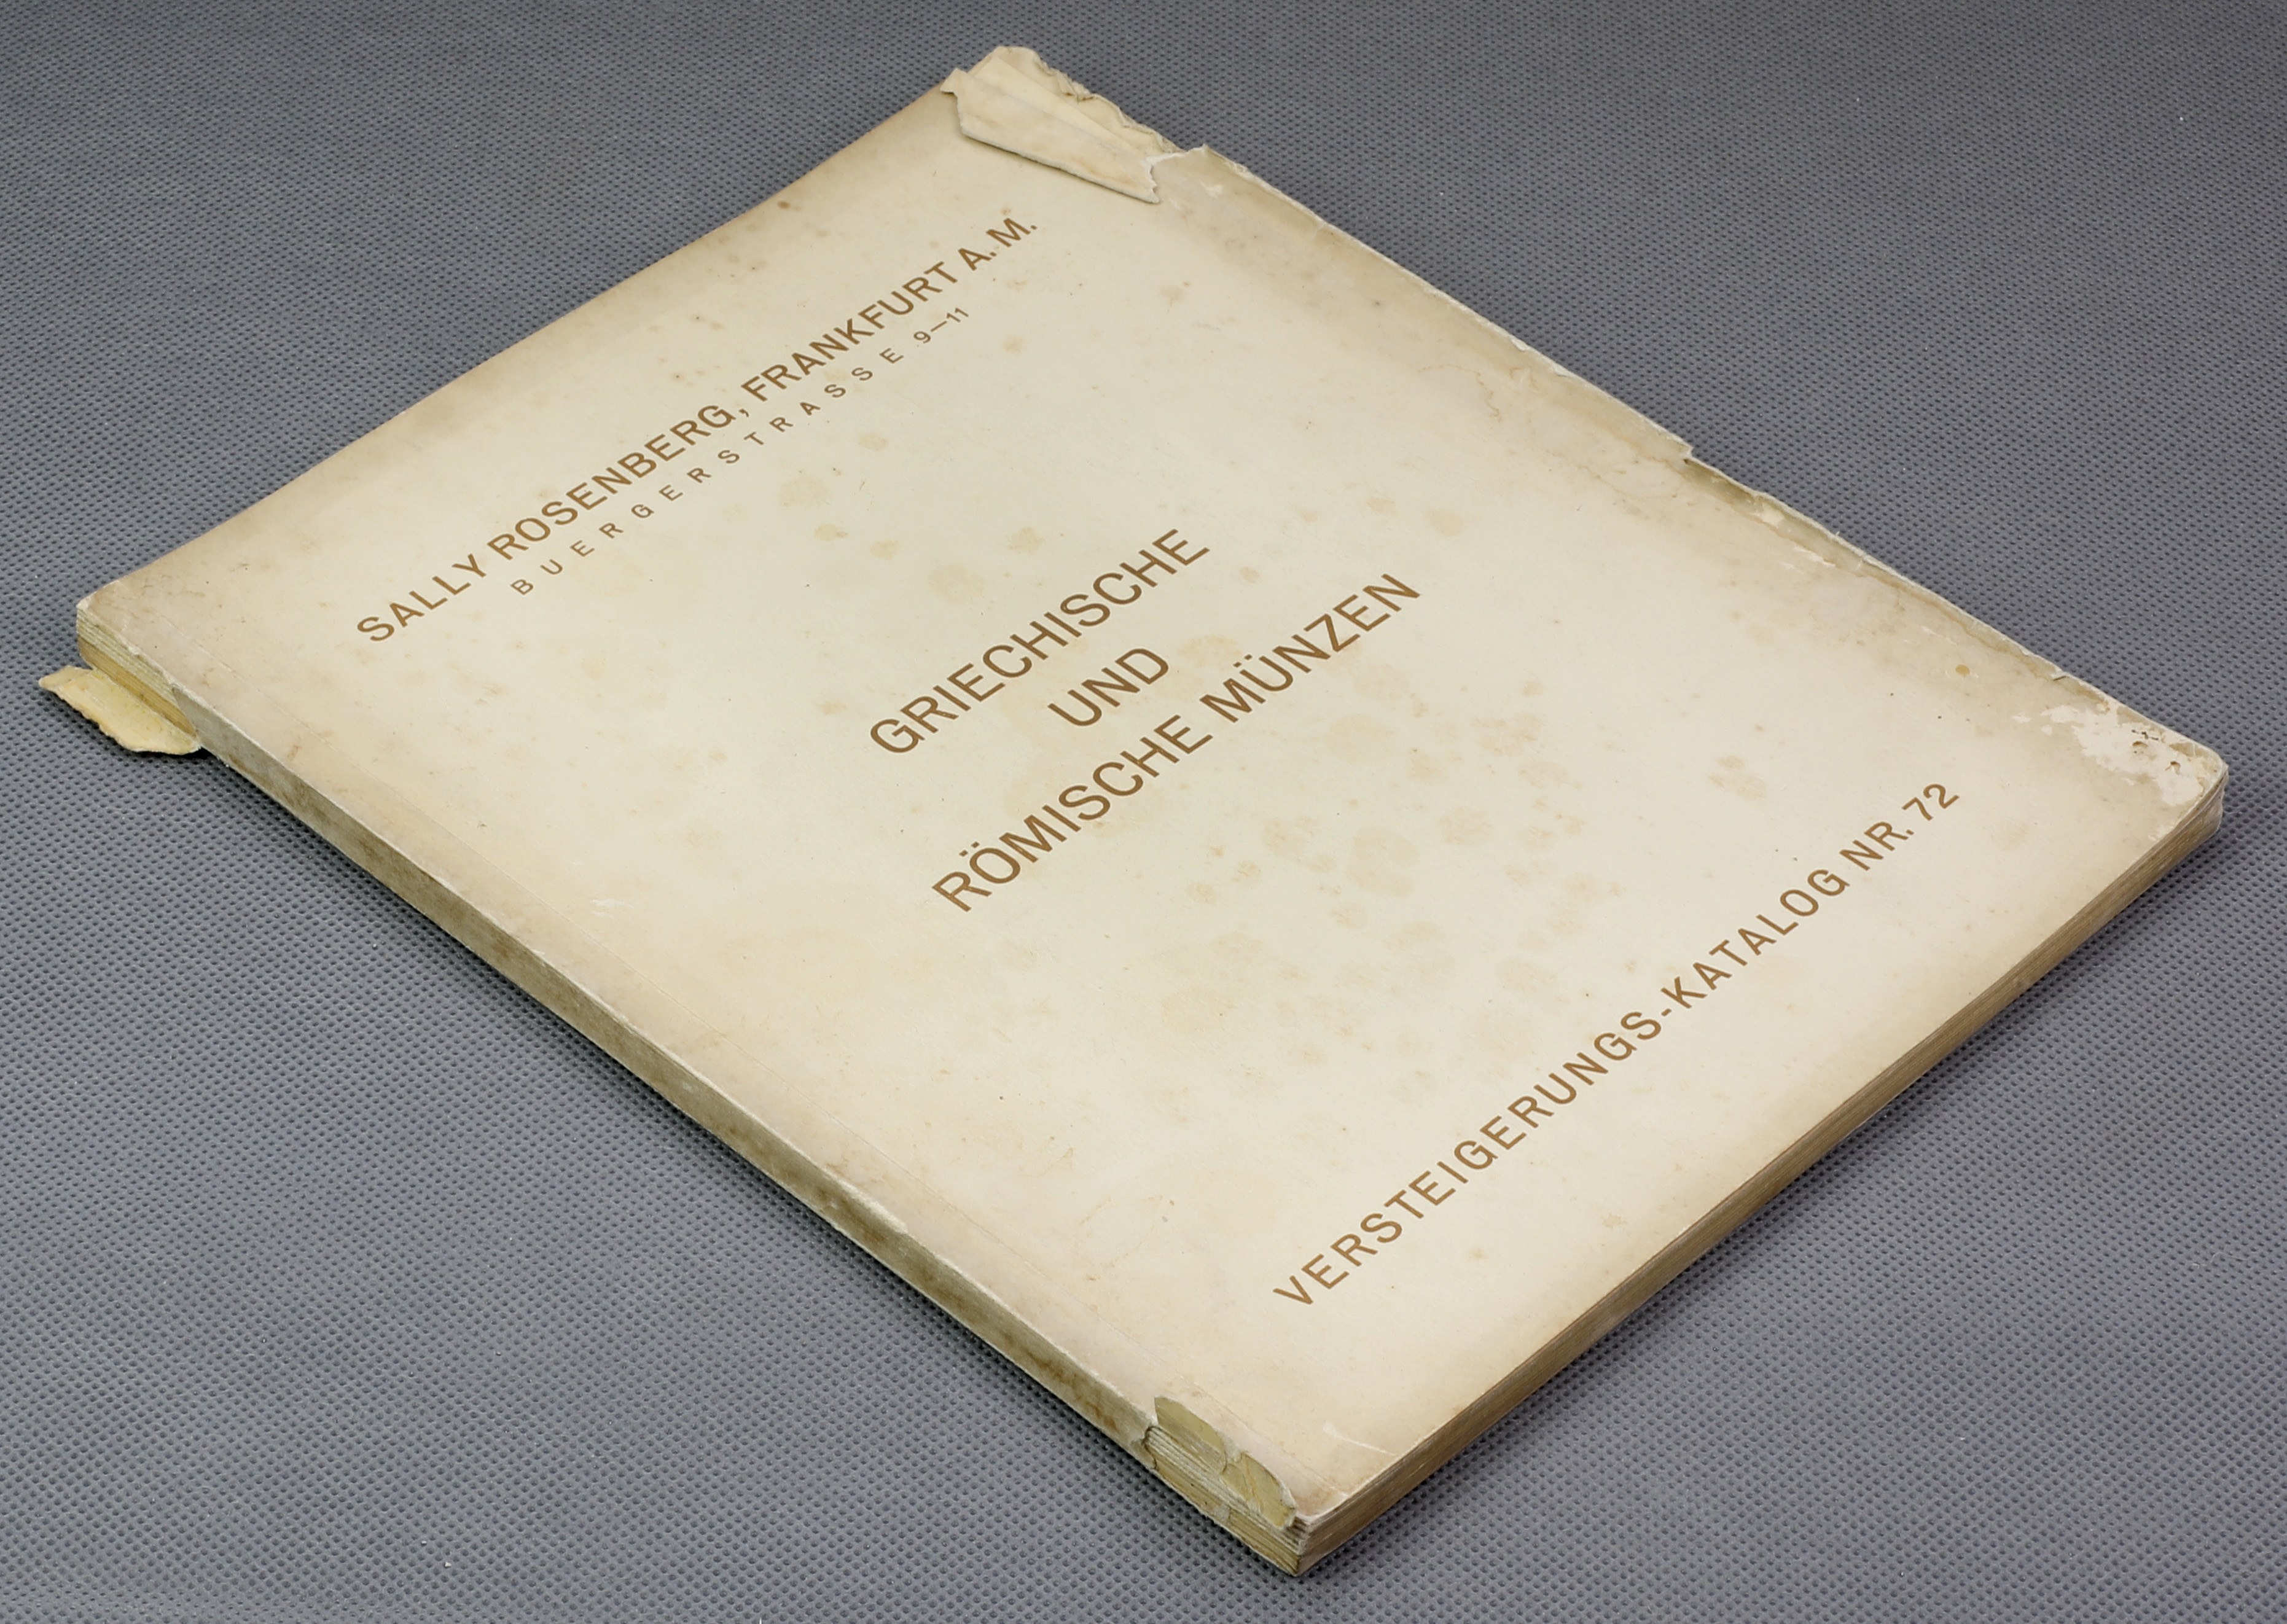 SALLY ROSENBERG, FRANKFURT A. M.
BUERGERSTRASSE 9—11
GRIECHISCHE
UND
RÖMISCHE MÜNZEN
VERSTEIGERUNGS-KATALOG NR. 72